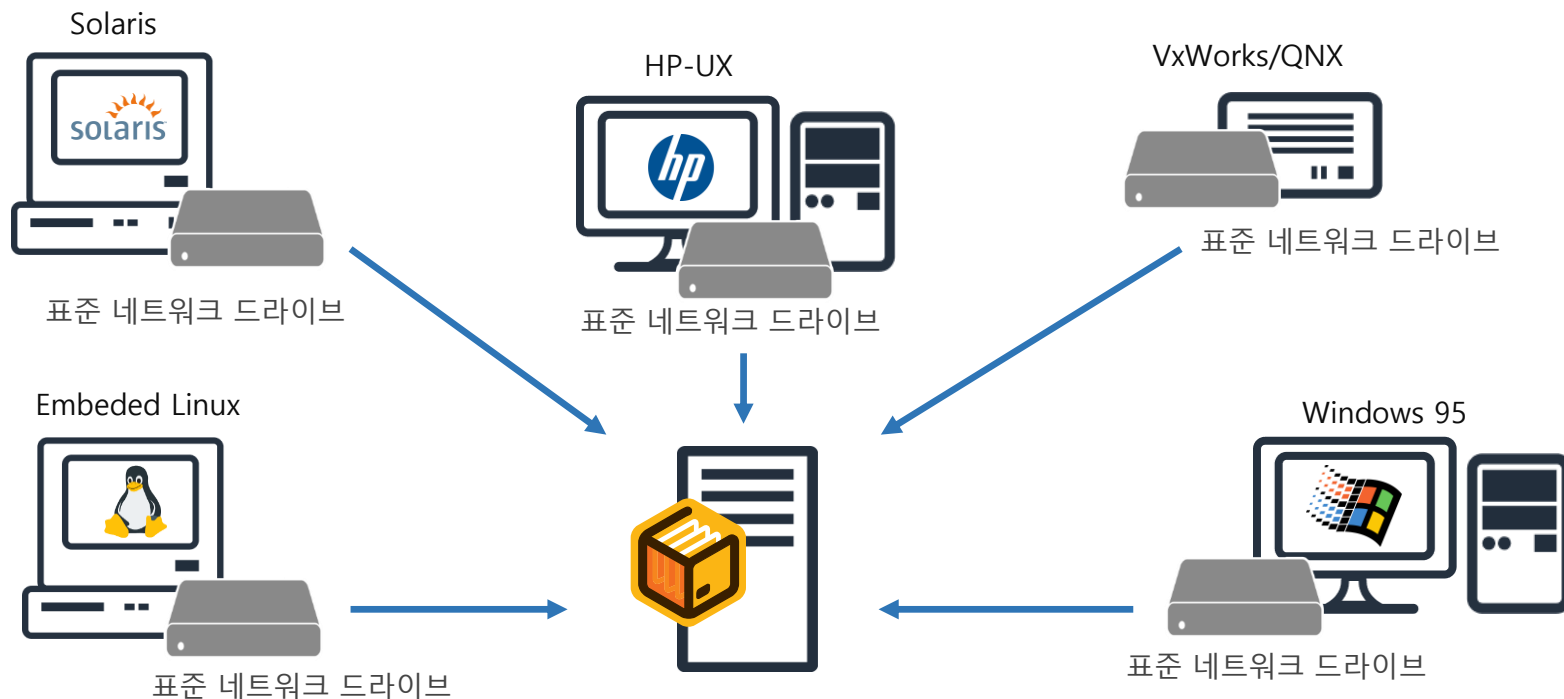 Solaris
solaris
표준 네트워크 드라이브
HP-UX
hp
표준 네트워크 드라이브
VxWorks/QNX
표준 네트워크 드라이브
Embeded Linux
표준 네트워크 드라이브
Windows 95
표준 네트워크 드라이브